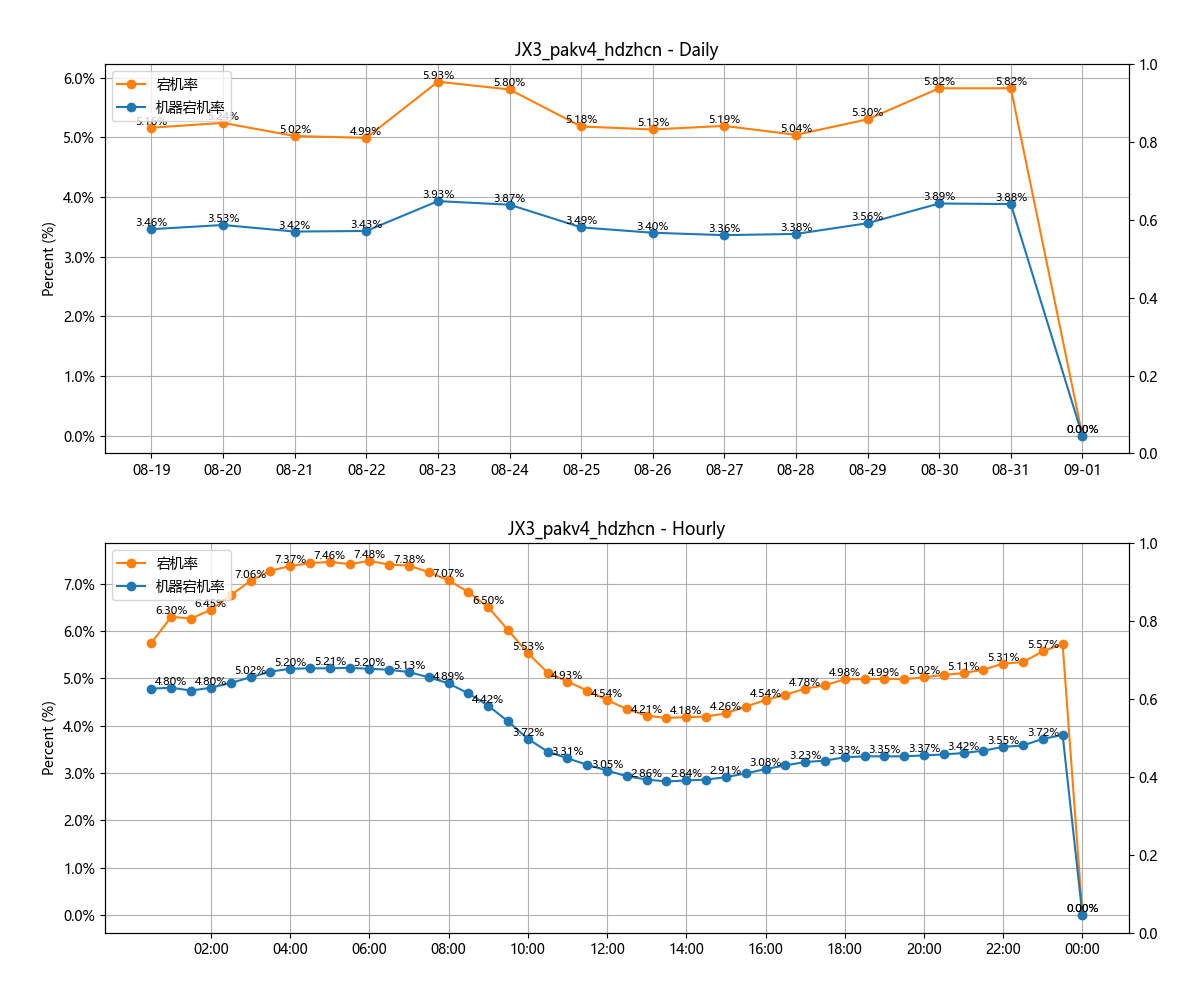 JX3_pakv4_hdzhcn - Daily
宕机率
机器宕机率
Percent (%)
6.0%
5.0%
4.0%
3.0%
2.0%
1.0%
0.0%
1.0
0.8
0.6
0.4
0.2
0.0
5.16% 5.24% 5.02% 4.99% 5.93% 5.80% 5.18% 5.13% 5.19% 5.04% 5.30% 5.82% 5.82% 0.00%
3.46% 3.53% 3.42% 3.43% 3.93% 3.87% 3.49% 3.40% 3.36% 3.38% 3.56% 3.89% 3.88% 0.00%
08-19 08-20 08-21 08-22 08-23 08-24 08-25 08-26 08-27 08-28 08-29 08-30 08-31 09-01
JX3_pakv4_hdzhcn - Hourly
宕机率
机器宕机率
Percent (%)
7.0%
6.0%
5.0%
4.0%
3.0%
2.0%
1.0%
0.0%
1.0
0.8
0.6
0.4
0.2
0.0
6.30% 6.45% 7.06% 7.37% 7.46% 7.48% 7.38% 7.07% 6.50% 5.53% 4.93% 4.54% 4.21% 4.18% 4.26% 4.54% 4.78% 4.98% 4.99% 5.02% 5.11% 5.31% 5.57% 0.00%
4.80% 4.80% 5.02% 5.20% 5.21% 5.20% 5.13% 4.89% 4.42% 3.72% 3.31% 3.05% 2.86% 2.84% 2.91% 3.08% 3.23% 3.33% 3.35% 3.37% 3.42% 3.55% 3.72% 0.00%
02:00 04:00 06:00 08:00 10:00 12:00 14:00 16:00 18:00 20:00 22:00 00:00